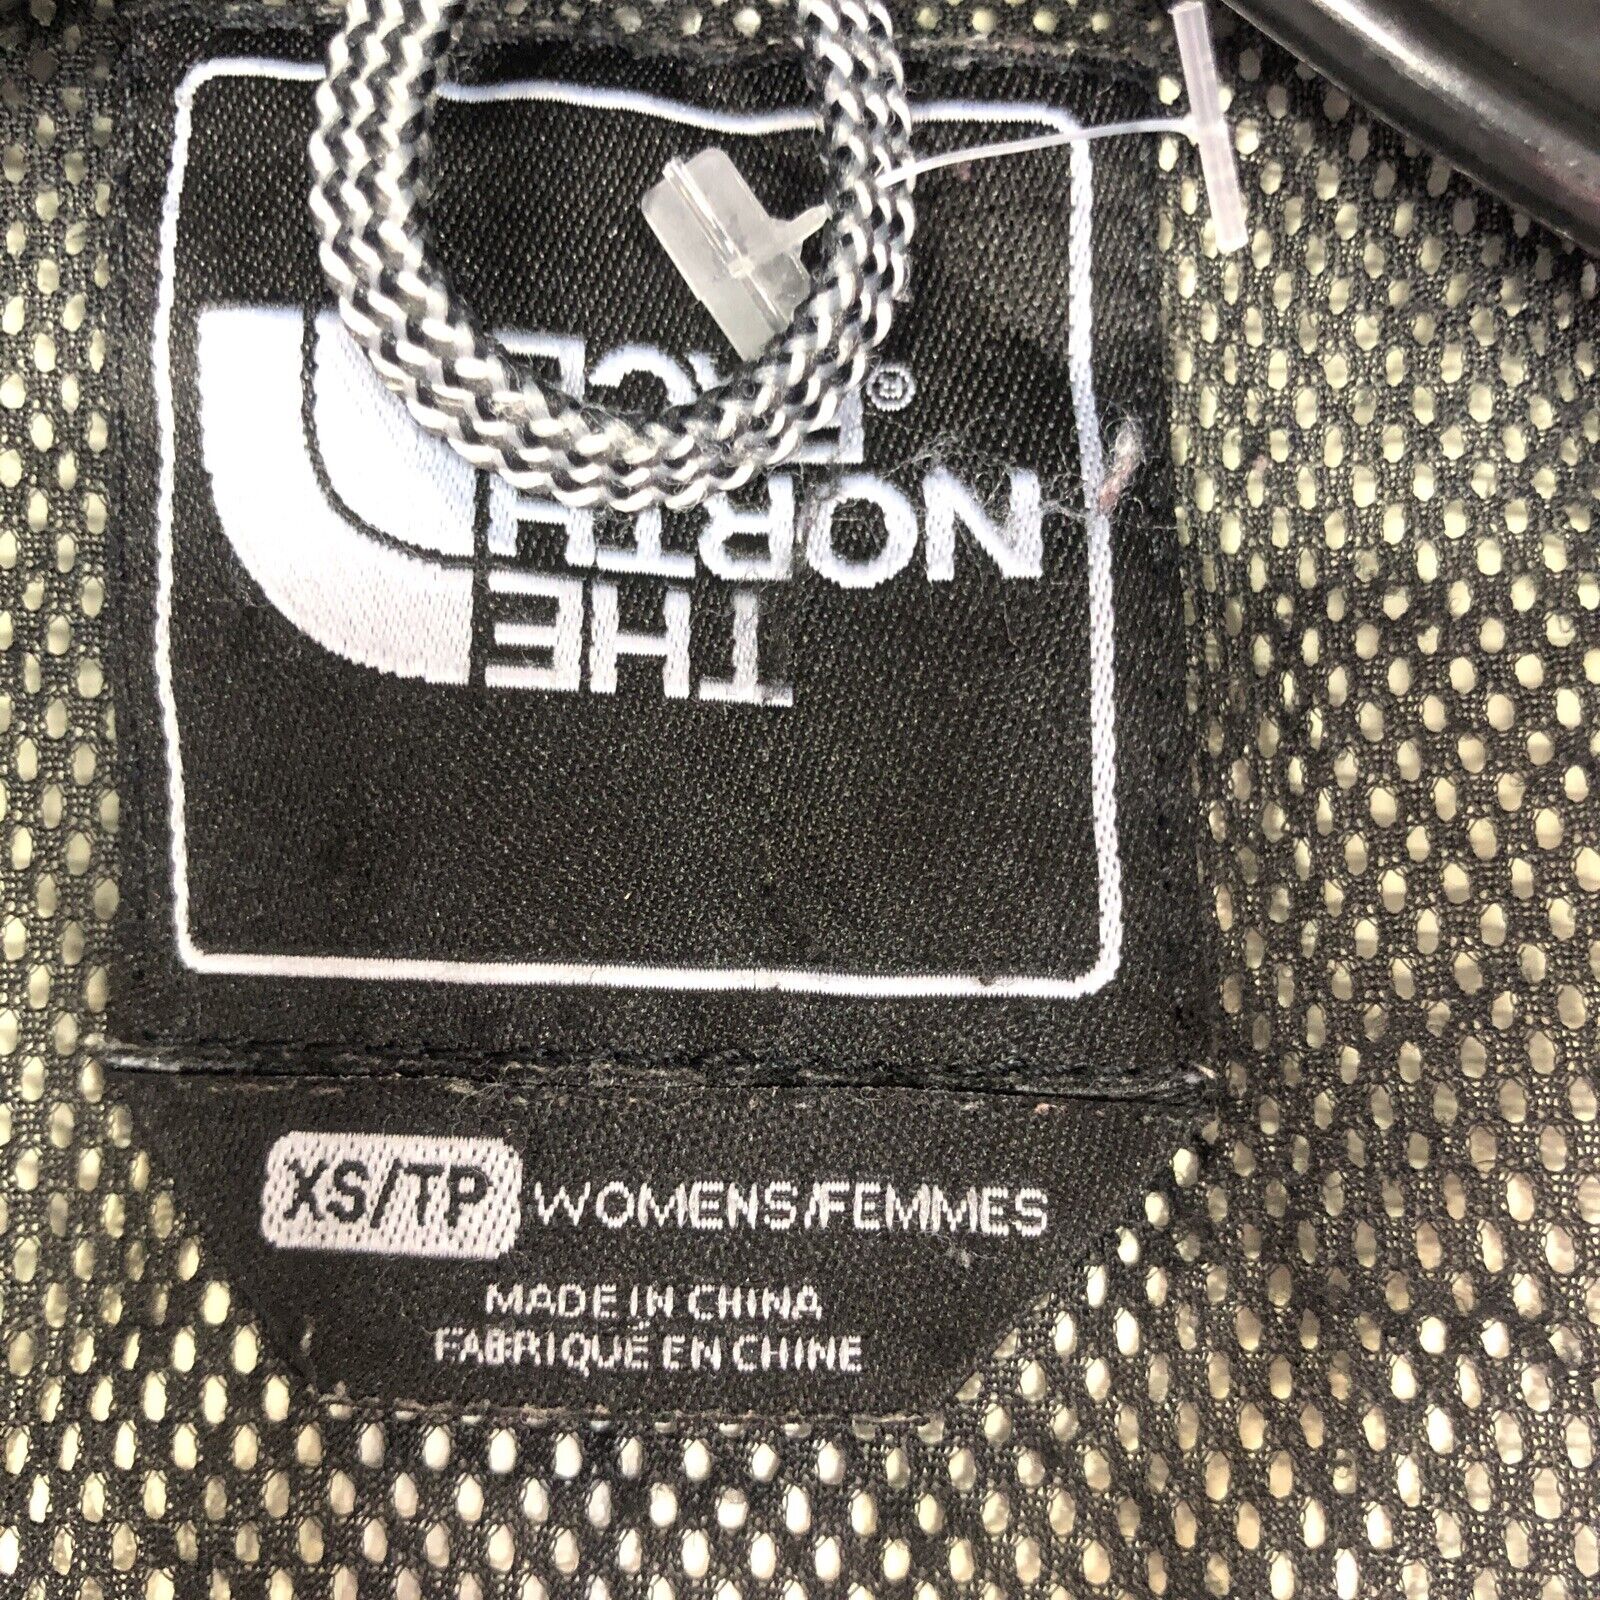 THE
NORTH
FACE®
XS/TP WOMENS/FEMMES
MADE IN CHINA
FABRIQUÉ EN CHINE